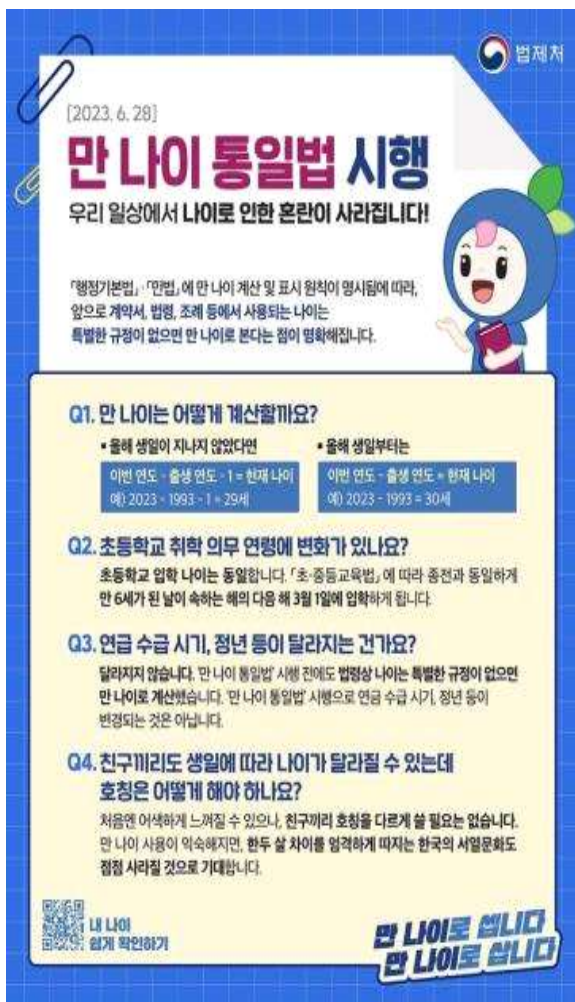 법제처
[2023. 6. 28]
만 나이 통일법 시행
우리 일상에서 나이로 인한 혼란이 사라집니다!
「행정기본법」·「민법」에 만 나이 계산 및 표시 원칙이 명시됨에 따라,
앞으로 계약서, 법령, 조례 등에서 사용되는 나이는
특별한 규정이 없으면 만 나이로 본다는 점이 명확해집니다.
Q1. 만 나이는 어떻게 계산할까요?
▪ 올해 생일이 지나지 않았다면
이번 연도 - 출생 연도 - 1 = 현재 나이
예) 2023 - 1993 - 1 = 29세
▪ 올해 생일부터는
이번 연도 - 출생 연도 = 현재 나이
예) 2023 - 1993 = 30세
Q2. 초등학교 취학 의무 연령에 변화가 있나요?
초등학교 입학 나이는 동일합니다. 「초·중등교육법」에 따라 종전과 동일하게
만 6세가 된 날이 속하는 해의 다음 해 3월 1일에 입학하게 됩니다.
Q3. 연급 수급 시기, 정년 등이 달라지는 건가요?
달라지지 않습니다. '만 나이 통일법' 시행 전에도 법령상 나이는 특별한 규정이 없으면
만 나이로 계산했습니다. '만 나이 통일법' 시행으로 연금 수급 시기, 정년 등이
변경되는 것은 아닙니다.
Q4. 친구끼리도 생일에 따라 나이가 달라질 수 있는데
호칭은 어떻게 해야 하나요?
처음엔 어색하게 느껴질 수 있으나, 친구끼리 호칭을 다르게 쓸 필요는 없습니다.
만 나이 사용이 익숙해지면, 한두 살 차이를 엄격하게 따지는 한국의 서열문화도
점점 사라질 것으로 기대합니다.
내 나이
쉽게 확인하기
만 나이로 셉니다
만 나이로 삽니다